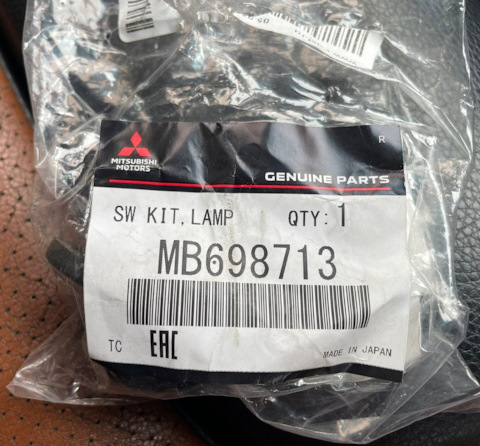 R
MITSUBISHI
MOTORS
GENUINE PARTS
SW KIT, LAMP QTY: 1
MB698713
TC EAC
MADE IN JAPAN